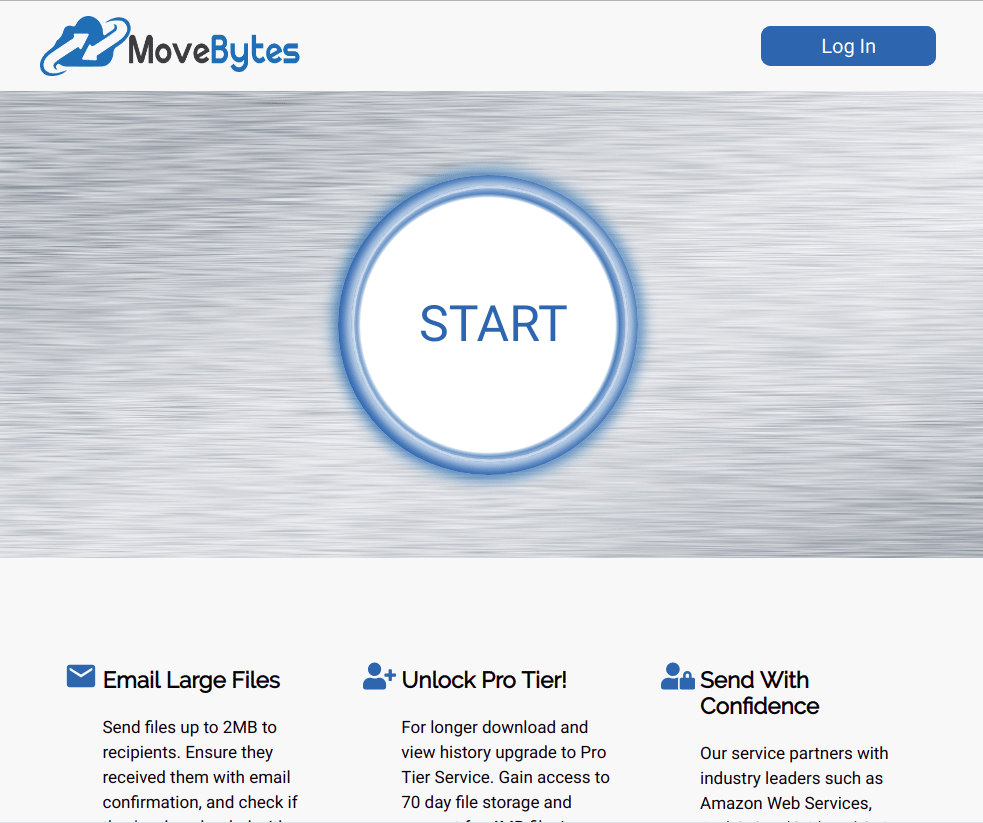 MoveBytes
Log In
START
Email Large Files
Send files up to 2MB to
recipients. Ensure they
received them with email
confirmation, and check if
Unlock Pro Tier!
For longer download and
view history upgrade to Pro
Tier Service. Gain access to
70 day file storage and
Send With
Confidence
Our service partners with
industry leaders such as
Amazon Web Services,